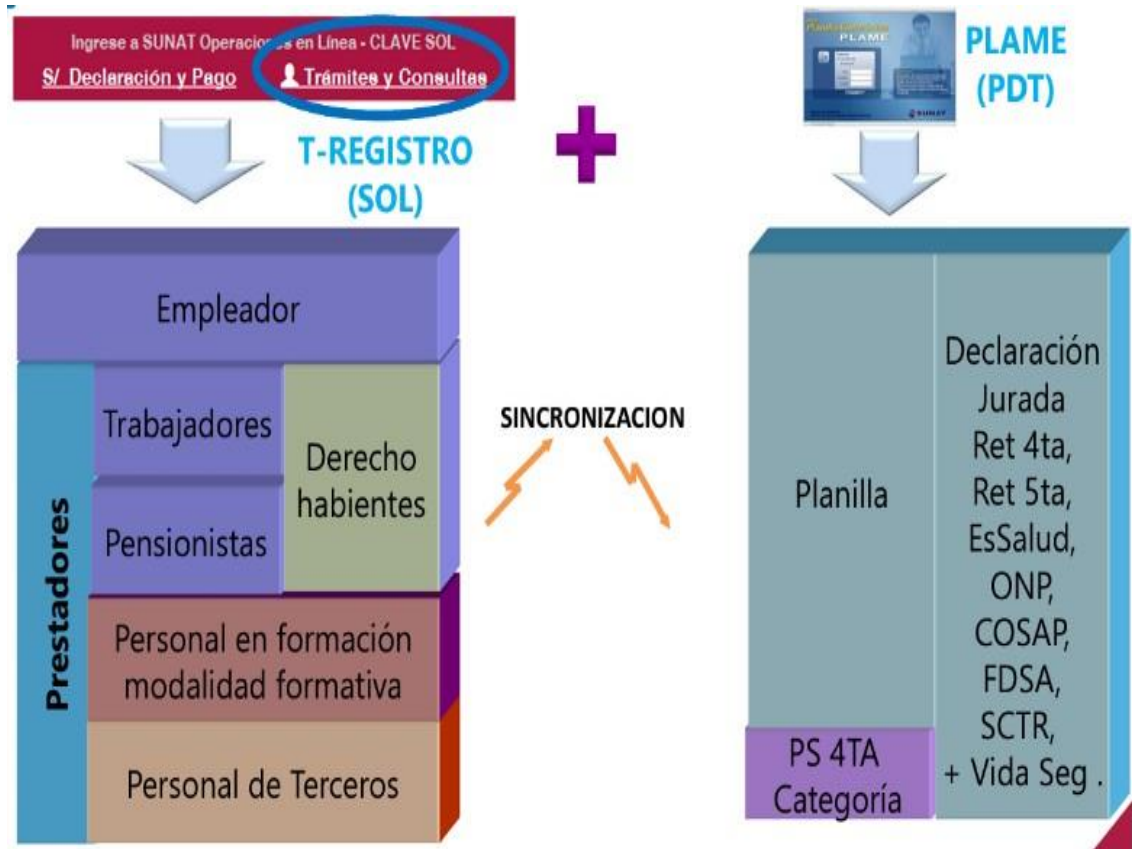 Ingrese a SUNAT Operaciones en Línea - CLAVE SOL
S/ Declaración y Pago
Trámites y Consultas
T-REGISTRO
(SOL)
PLAME
PLAME
(PDT)
SUNAT
Empleador
Prestadores
Trabajadores
Pensionistas
Derecho
habientes
Personal en formación
modalidad formativa
Personal de Terceros
SINCRONIZACION
Planilla
PS 4TA
Categoría
Declaración
Jurada
Ret 4ta,
Ret 5ta,
EsSalud,
ONP,
COSAP,
FDSA,
SCTR,
+ Vida Seg .